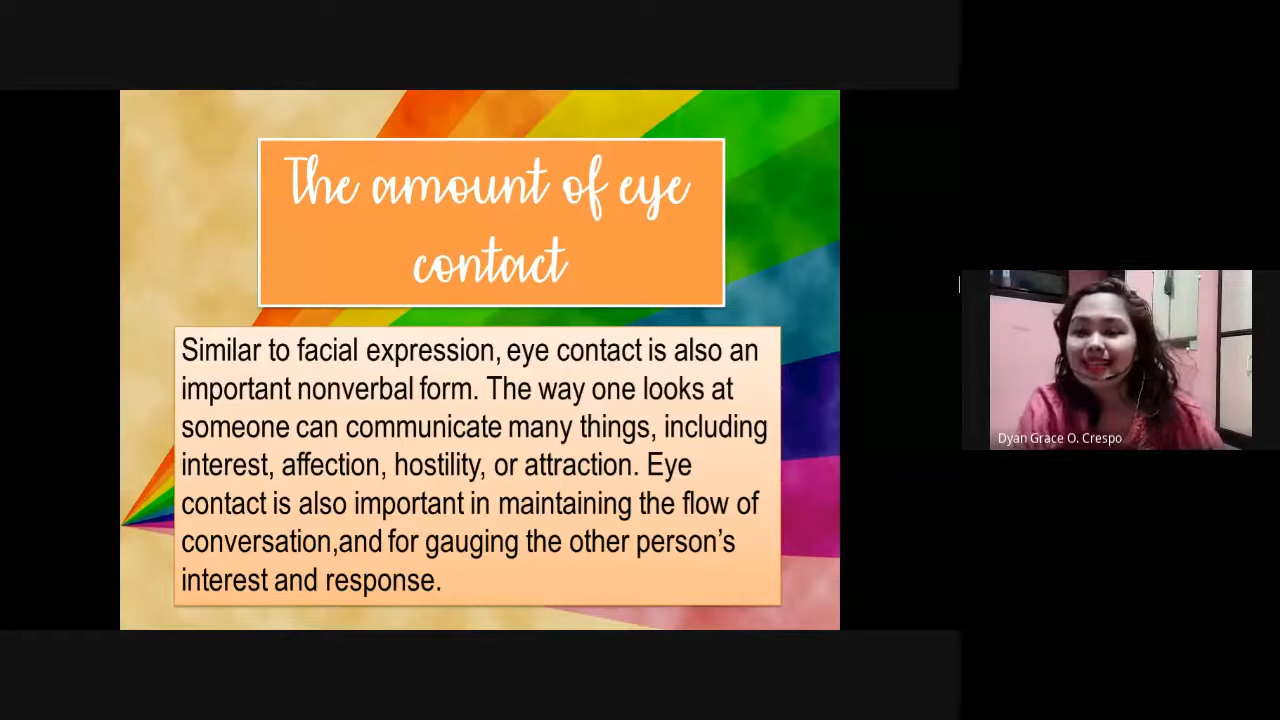 The amount of eye
contact
Similar to facial expression, eye contact is also an
important nonverbal form. The way one looks at
someone can communicate many things, including
interest, affection, hostility, or attraction. Eye
contact is also important in maintaining the flow of
conversation,and for gauging the other person’s
interest and response.
Dyan Grace O. Crespo